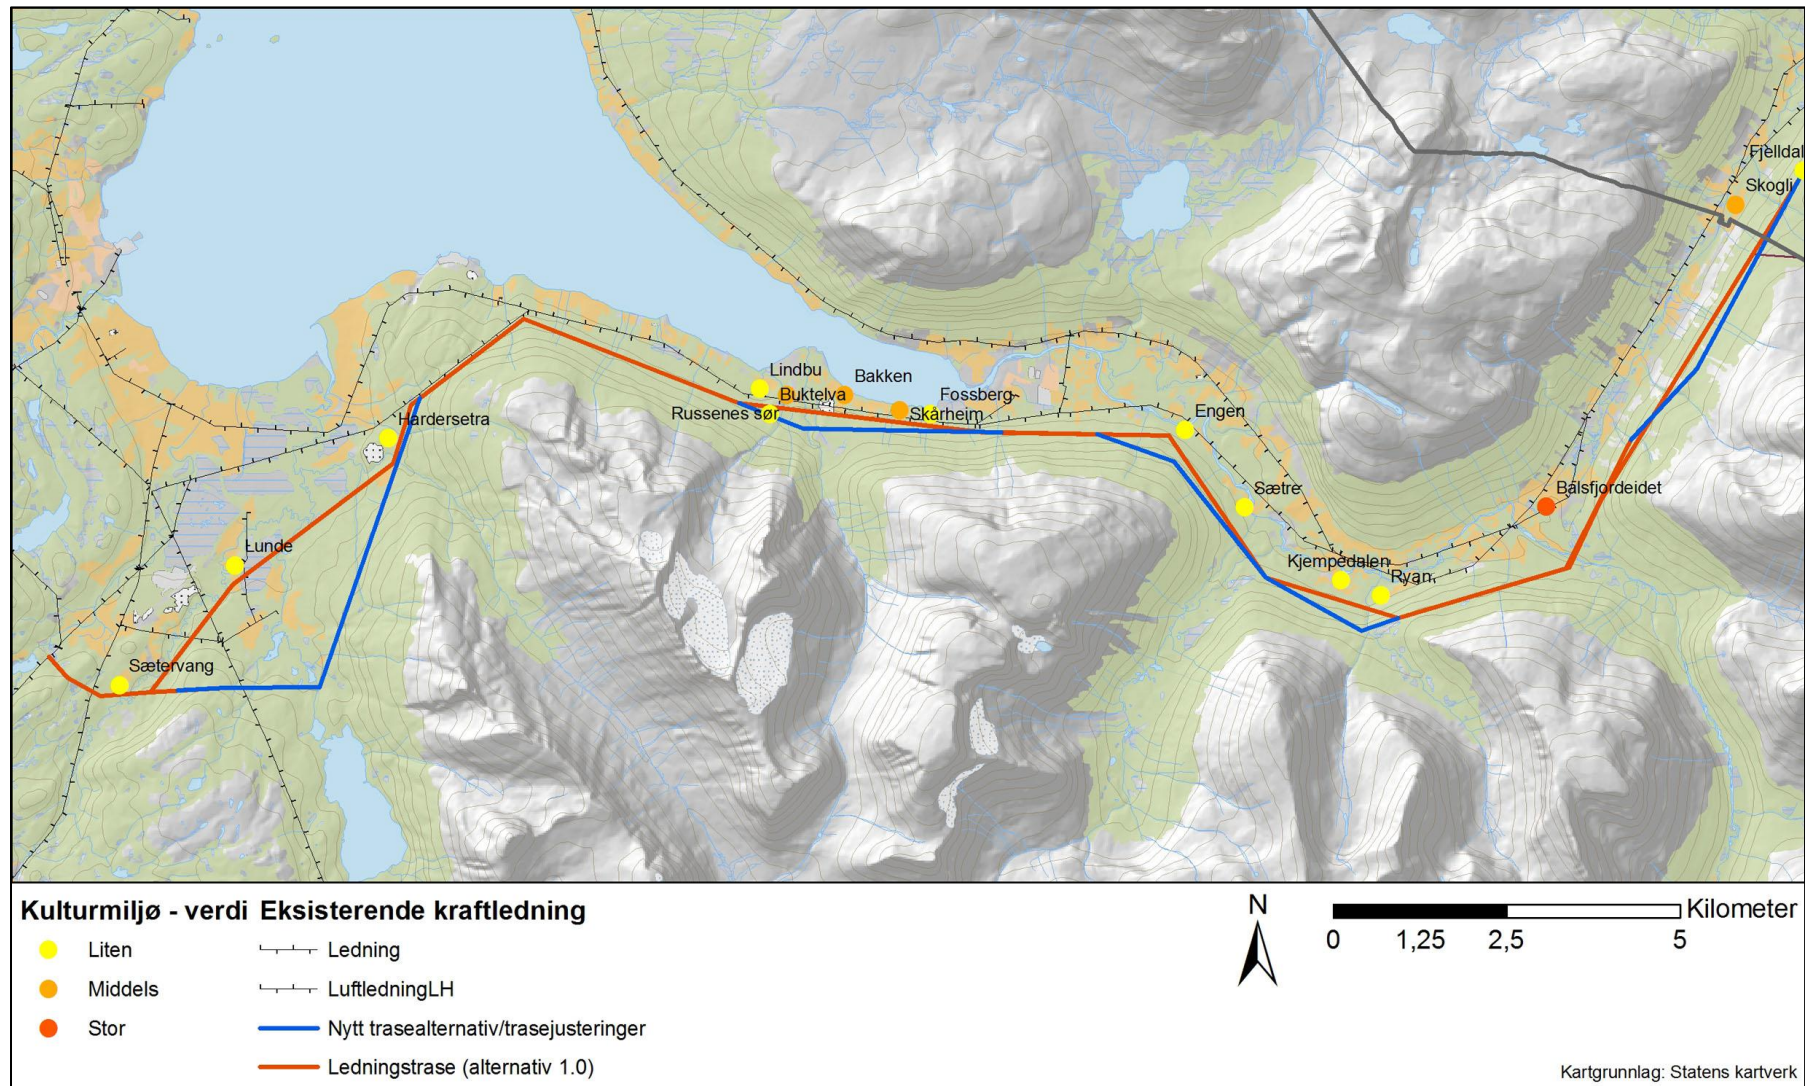 Fjelldal
Skogli
Lindbu
Bakken
Buktelva
Fossberg
Russenes sør
Skårheim
Hardersetra
Engen
Sætre
Balsfjordeidet
Lunde
Kjempedalen
Ryan
Sætervang
Kulturmiljø - verdi Eksisterende kraftledning
Liten
Ledning
Middels
LuftledningLH
Stor
Nytt trasealternativ/trasejusteringer
Ledningstrase (alternativ 1.0)
N
Kilometer
0 1,25 2,5 5
Kartgrunnlag: Statens kartverk